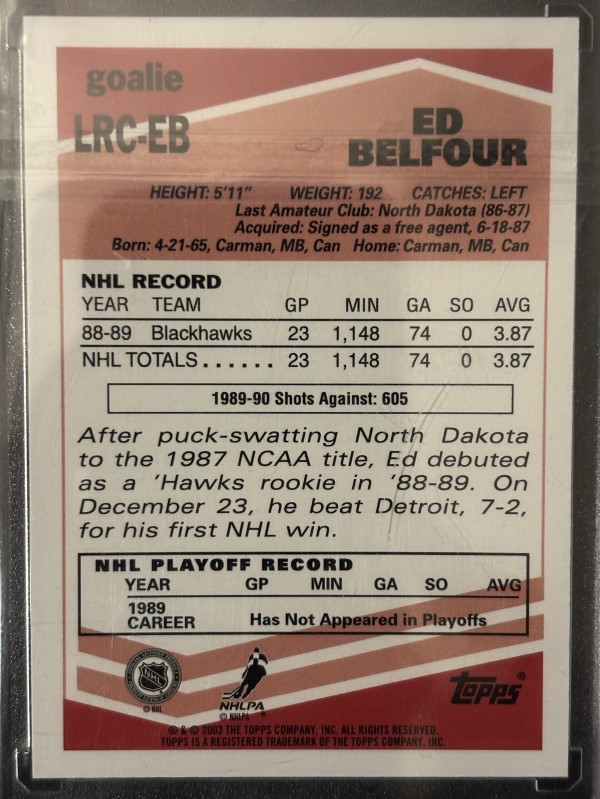 goalie
LRC-EB
ED
BELFOUR
HEIGHT: 5'11" WEIGHT: 192 CATCHES: LEFT
Last Amateur Club: North Dakota (86-87)
Acquired: Signed as a free agent, 6-18-87
Born: 4-21-65, Carman, MB, Can Home: Carman, MB, Can
NHL RECORD
YEAR TEAM GP MIN GA SO AVG
88-89 Blackhawks 23 1,148 74 0 3.87
NHL TOTALS . . . . . . 23 1,148 74 0 3.87
1989-90 Shots Against: 605
After puck-swatting North Dakota
to the 1987 NCAA title, Ed debuted
as a 'Hawks rookie in '88-89. On
December 23, he beat Detroit, 7-2,
for his first NHL win.
NHL PLAYOFF RECORD
YEAR GP MIN GA SO AVG
1989
CAREER Has Not Appeared in Playoffs
NHL
© NHL
NHLPA
© NHLPA
Topps®
® & © 2003 THE TOPPS COMPANY, INC. ALL RIGHTS RESERVED.
TOPPS IS A REGISTERED TRADEMARK OF THE TOPPS COMPANY, INC.